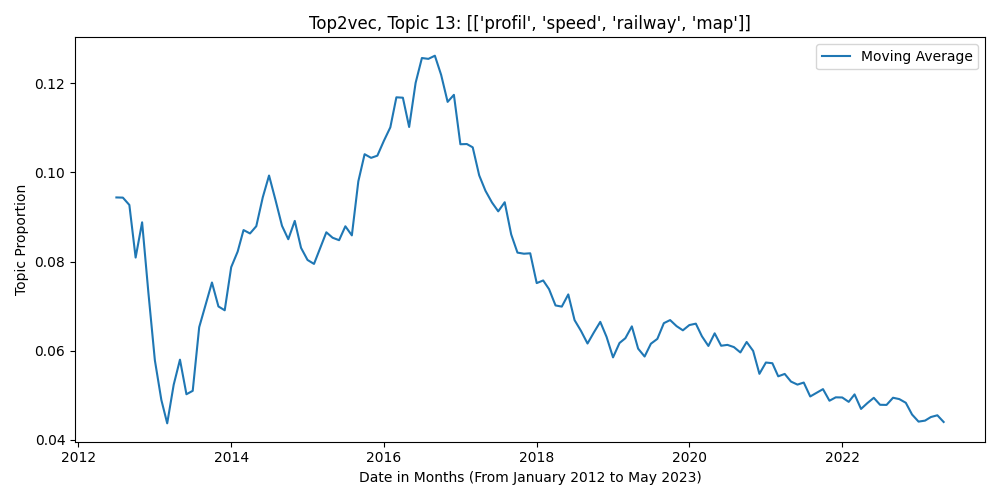 Top2vec, Topic 13: [['profil', 'speed', 'railway', 'map']]
Moving Average
Topic Proportion
0.12
0.10
0.08
0.06
0.04
2012 2014 2016 2018 2020 2022
Date in Months (From January 2012 to May 2023)